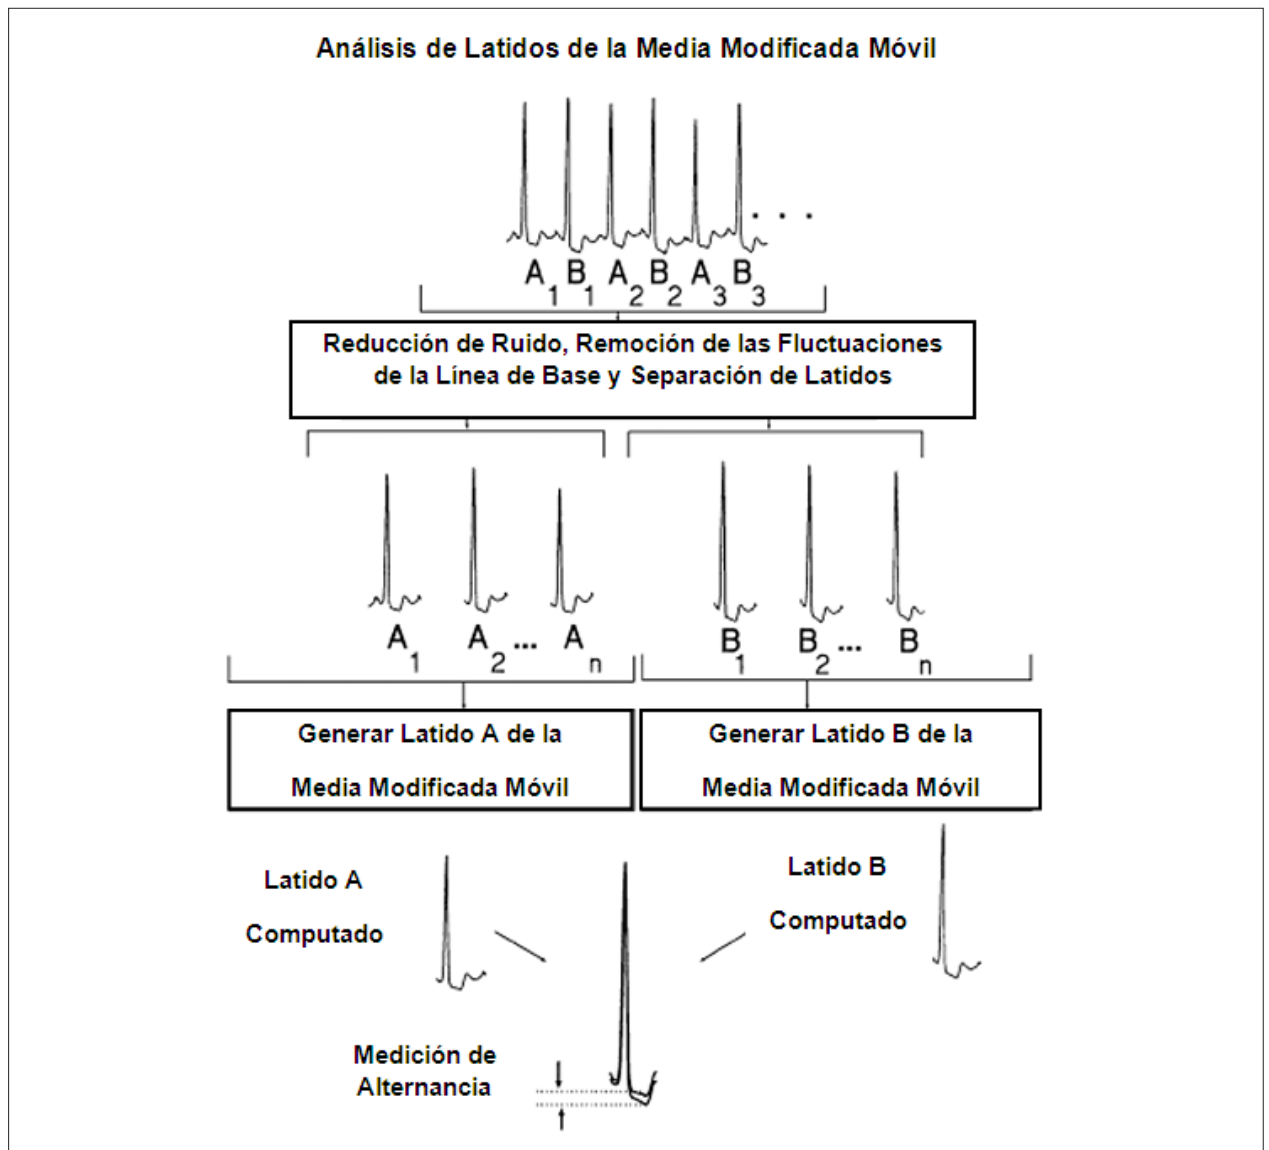 Análisis de Latidos de la Media Modificada Móvil
. . .
A1 B1 A2 B2 A3 B3
Reducción de Ruido, Remoción de las Fluctuaciones
de la Línea de Base y Separación de Latidos
A1 A2 ... An
B1 B2 ... Bn
Generar Latido A de la
Media Modificada Móvil
Generar Latido B de la
Media Modificada Móvil
Latido A
Computado
Latido B
Computado
Medición de
Alternancia